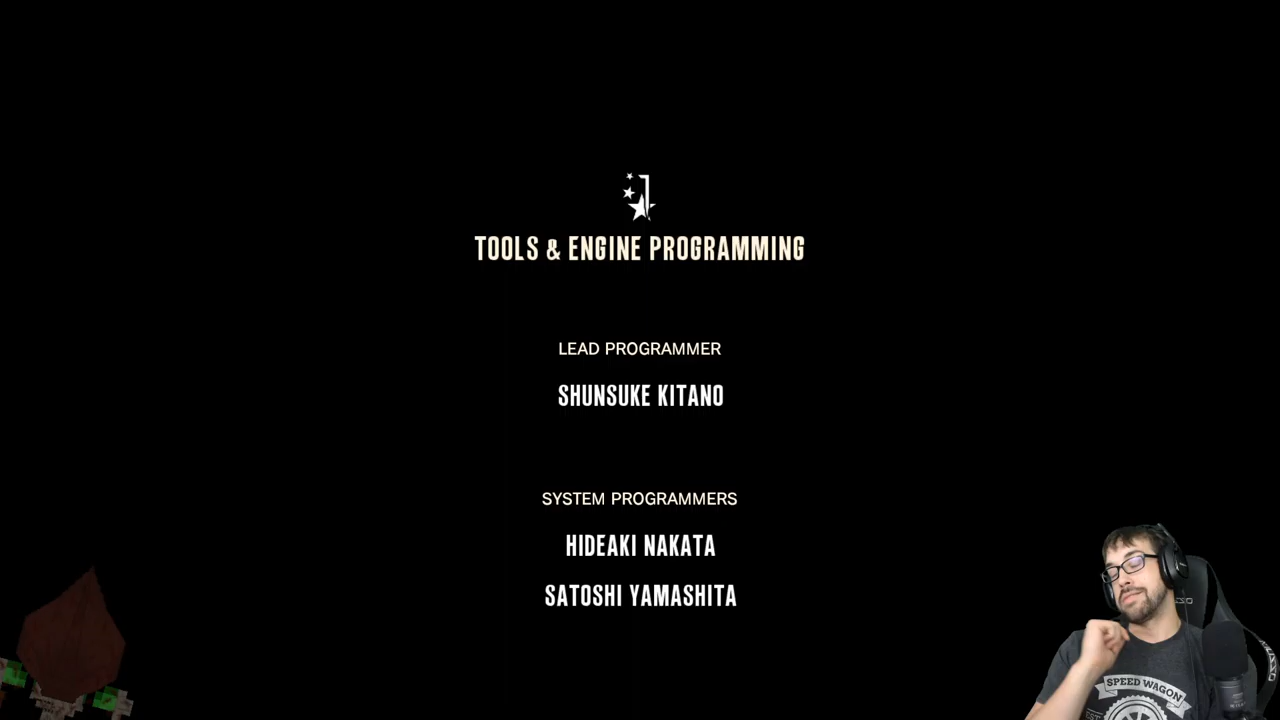 TOOLS & ENGINE PROGRAMMING
LEAD PROGRAMMER
SHUNSUKE KITANO
SYSTEM PROGRAMMERS
HIDEAKI NAKATA
SATOSHI YAMASHITA
SPEED WAGON